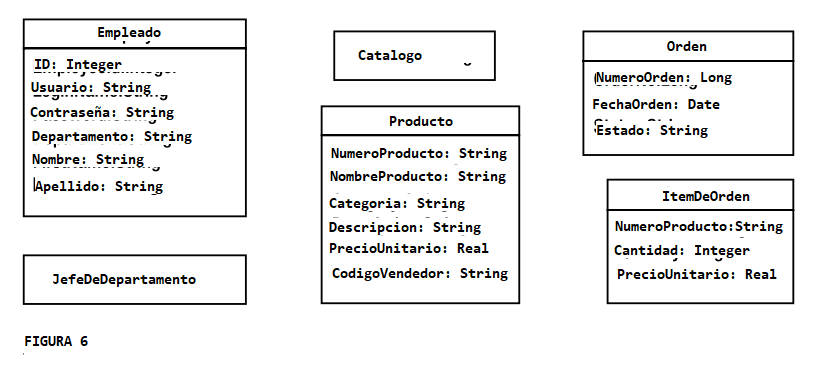 Empleado
ID: Integer
Usuario: String
Contraseña: String
Departamento: String
Nombre: String
Apellido: String
JefeDeDepartamento
Catalogo
Producto
NumeroProducto: String
NombreProducto: String
Categoria: String
Descripcion: String
PrecioUnitario: Real
CodigoVendedor: String
Orden
NumeroOrden: Long
FechaOrden: Date
Estado: String
ItemDeOrden
NumeroProducto:String
Cantidad: Integer
PrecioUnitario: Real
FIGURA 6